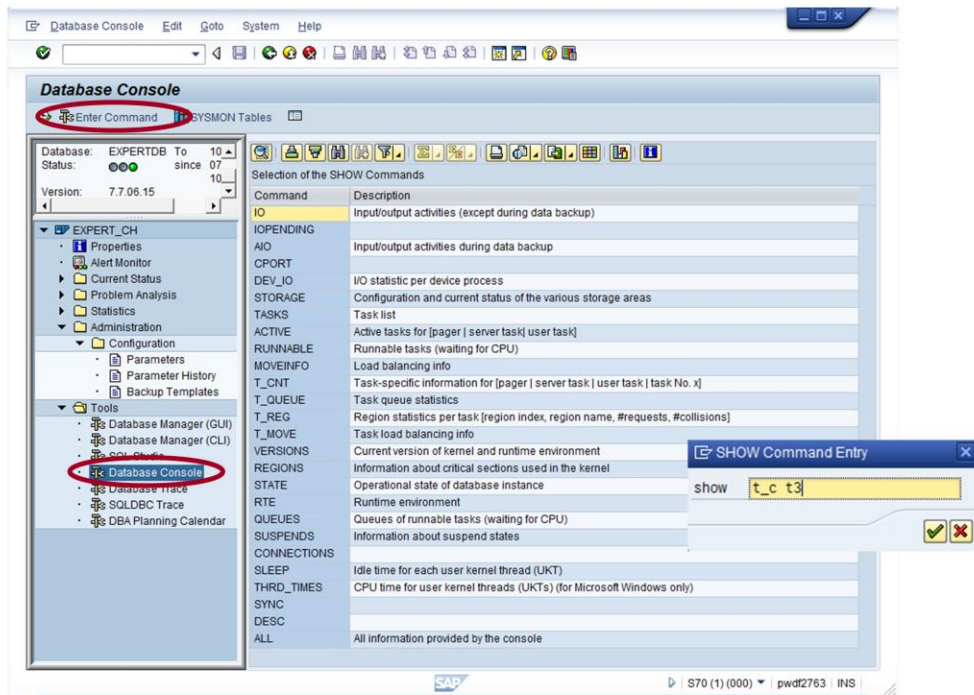 Database Console Edit Goto System Help
Database Console
Enter Command SYSMON Tables
Database: EXPERTDB To 10
Status: since 07
10
Version: 7.7.06.15
EXPERT_CH
Properties
Alert Monitor
Current Status
Problem Analysis
Statistics
Administration
Configuration
Parameters
Parameter History
Backup Templates
Tools
Database Manager (GUI)
Database Manager (CLI)
SQL Studio
Database Console
Database Trace
SQLDBC Trace
DBA Planning Calendar
Selection of the SHOW Commands
Command Description
IO Input/output activities (except during data backup)
IOPENDING
AIO Input/output activities during data backup
CPORT
DEV_IO I/O statistic per device process
STORAGE Configuration and current status of the various storage areas
TASKS Task list
ACTIVE Active tasks for [pager | server task| user task]
RUNNABLE Runnable tasks (waiting for CPU)
MOVEINFO Load balancing info
T_CNT Task-specific information for [pager | server task | user task | task No. x]
T_QUEUE Task queue statistics
T_REG Region statistics per task [region index, region name, #requests, #collisions]
T_MOVE Task load balancing info
VERSIONS Current version of kernel and runtime environment
REGIONS Information about critical sections used in the kernel
STATE Operational state of database instance
RTE Runtime environment
QUEUES Queues of runnable tasks (waiting for CPU)
SUSPENDS Information about suspend states
CONNECTIONS
SLEEP Idle time for each user kernel thread (UKT)
THRD_TIMES CPU time for user kernel threads (UKTs) (for Microsoft Windows only)
SYNC
DESC
ALL All information provided by the console
SHOW Command Entry
show t_c t3
SAP
S70 (1) (000) pwdf2763 INS